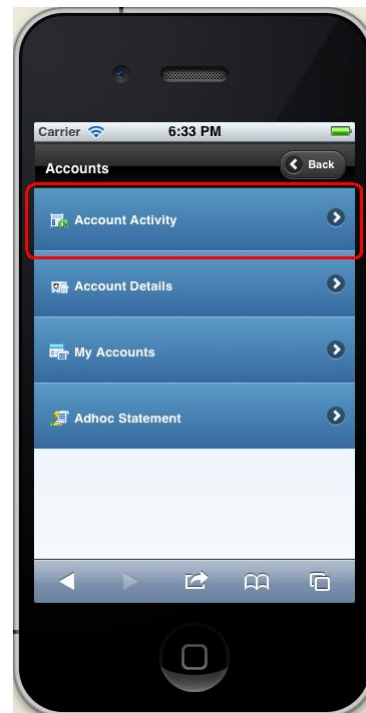 Carrier 6:33 PM
Accounts Back
Account Activity
Account Details
My Accounts
Adhoc Statement